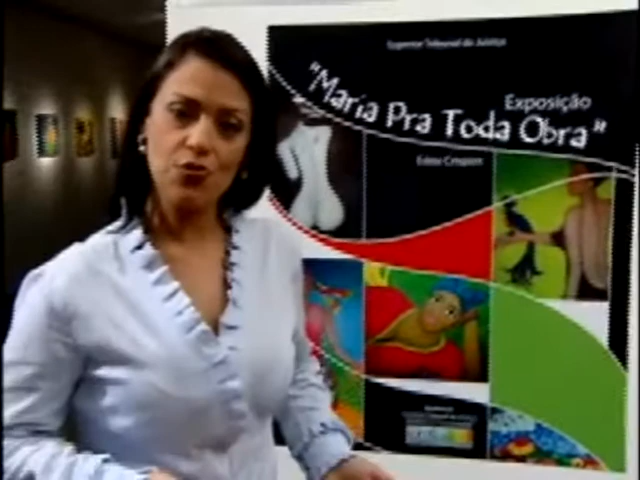 Superior Tribunal de Justiça
Exposição
"Maria Pra Toda Obra"